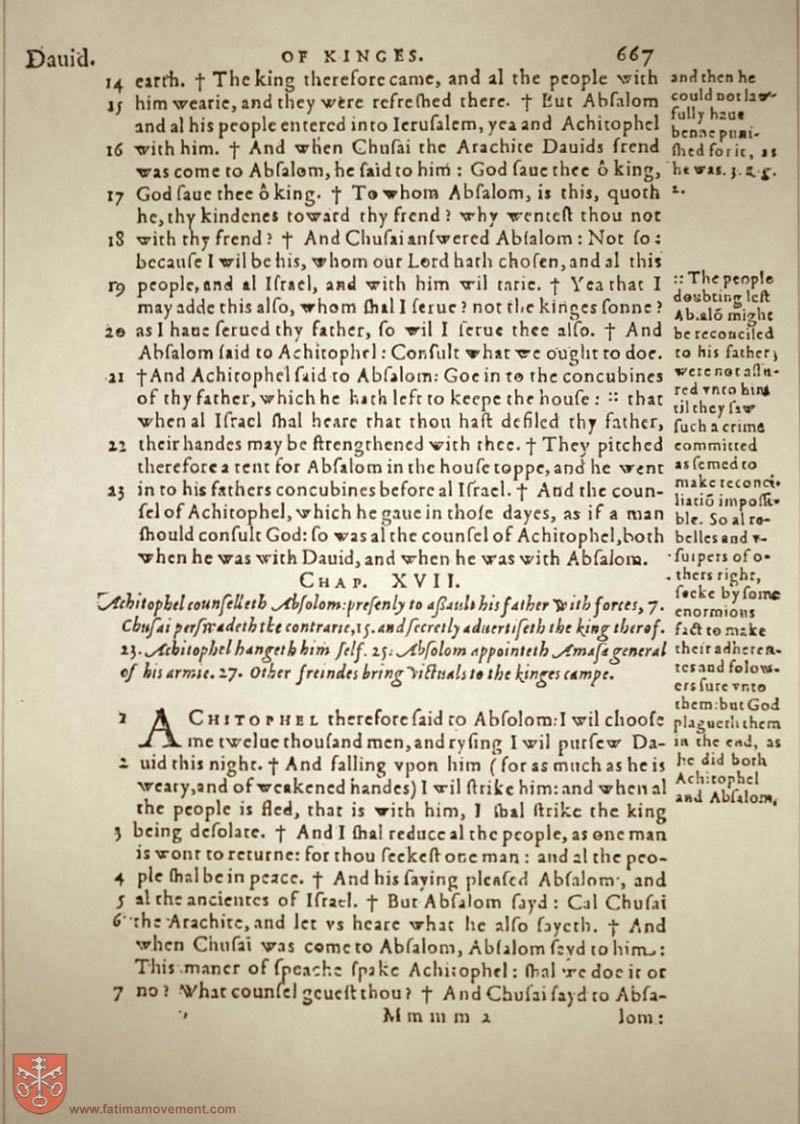 Dauid.
OF KINGES.
667
14 earth. † The king therefore came, and al the people with
15 him wearie, and they were refreſhed there. † But Abſalom
and al his people entered into Ieruſalem, yea and Achitophel
16 with him. † And when Chuſai the Arachite Dauids frend
was come to Abſalom, he ſaid to him : God ſaue thee ô king,
17 God ſaue thee ô king. † To whom Abſalom, is this, quoth
he, thy kindenes toward thy frend ? why wenteſt thou not
18 with thy frend ? † And Chuſai anſwered Abſalom : Not ſo :
becauſe I wil be his, whom our Lord hath choſen, and al this
19 people, and al Iſrael, and with him wil tarie. † Yea that I
may adde this alſo, whom ſhal I ſerue ? not the kinges ſonne ?
20 as I haue ſerued thy father, ſo wil I ſerue thee alſo. † And
Abſalom ſaid to Achitophel : Conſult what we ought to doe.
21 † And Achitophel ſaid to Abſalom: Goe in to the concubines
of thy father, which he hath left to keepe the houſe : :: that
when al Iſrael ſhal heare that thou haſt defiled thy father,
22 their handes may be ſtrengthened with thee. † They pitched
therefore a tent for Abſalom in the houſe toppe, and he went
23 in to his fathers concubines before al Iſrael. † And the coun-
ſel of Achitophel, which he gaue in thoſe dayes, as if a man
ſhould conſult God: ſo was al the counſel of Achitophel, both
when he was with Dauid, and when he was with Abſalom.
CHAP. XVII.
Achitophel counſelleth Abſolom: preſenly to aſſault his father with forces, 7.
Chuſai perſwadeth the contrarie, 15. and ſecretly aduertiſeth the king therof.
23. Achitophel hangeth him ſelf. 25. Abſolom appointeth Amaſa general
of his armie. 27. Other freindes bring victuals to the kinges campe.
1 ACHITOPHEL therefore ſaid to Abſolom: I wil chooſe
me twelue thouſand men, and ryſing I wil purſew Da-
2 uid this night. † And falling vpon him (for as much as he is
weary, and of weakened handes) I wil ſtrike him: and when al
the people is fled, that is with him, I ſhal ſtrike the king
3 being deſolate. † And I ſhal reduce al the people, as one man
is wont to returne: for thou ſeekeſt one man : and al the peo-
4 ple ſhal be in peace. † And his ſaying pleaſed Abſalom, and
5 al the ancientes of Iſrael. † But Abſalom ſayd : Cal Chuſai
6 the Arachite, and let vs heare what he alſo ſayeth. † And
when Chuſai was come to Abſalom, Abſalom ſayd to him :
This maner of ſpeache ſpake Achitophel : ſhal we doe it or
7 no ? What counſel geueſt thou ? † And Chuſai ſayd to Abſa-
Mmmm 2
lom :
and then he
could not law-
fully haue
benne puni-
ſhed for it, as
he was. 3. Reg.
2.
:: The people
doubting leſt
Abſalō might
be reconciled
to his father,
were not aſſu-
red vnto him
til they ſaw
ſuch a crime
committed
as ſemed to
make reconci-
liatiō impoſſi-
ble. So al re-
belles and v-
ſurpers of o-
thers right,
ſeeke by ſome
enormious
fact to make
their adheren-
tes and folow-
ers ſure vnto
them: but God
plagueth them
in the end, as
he did both
Achitophel
and Abſalom,
www.fatimamovement.com